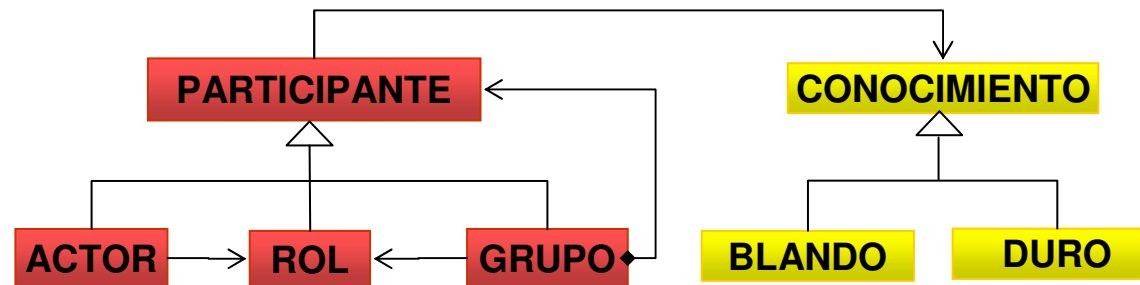 PARTICIPANTE
CONOCIMIENTO
ACTOR
ROL
GRUPO
BLANDO
DURO